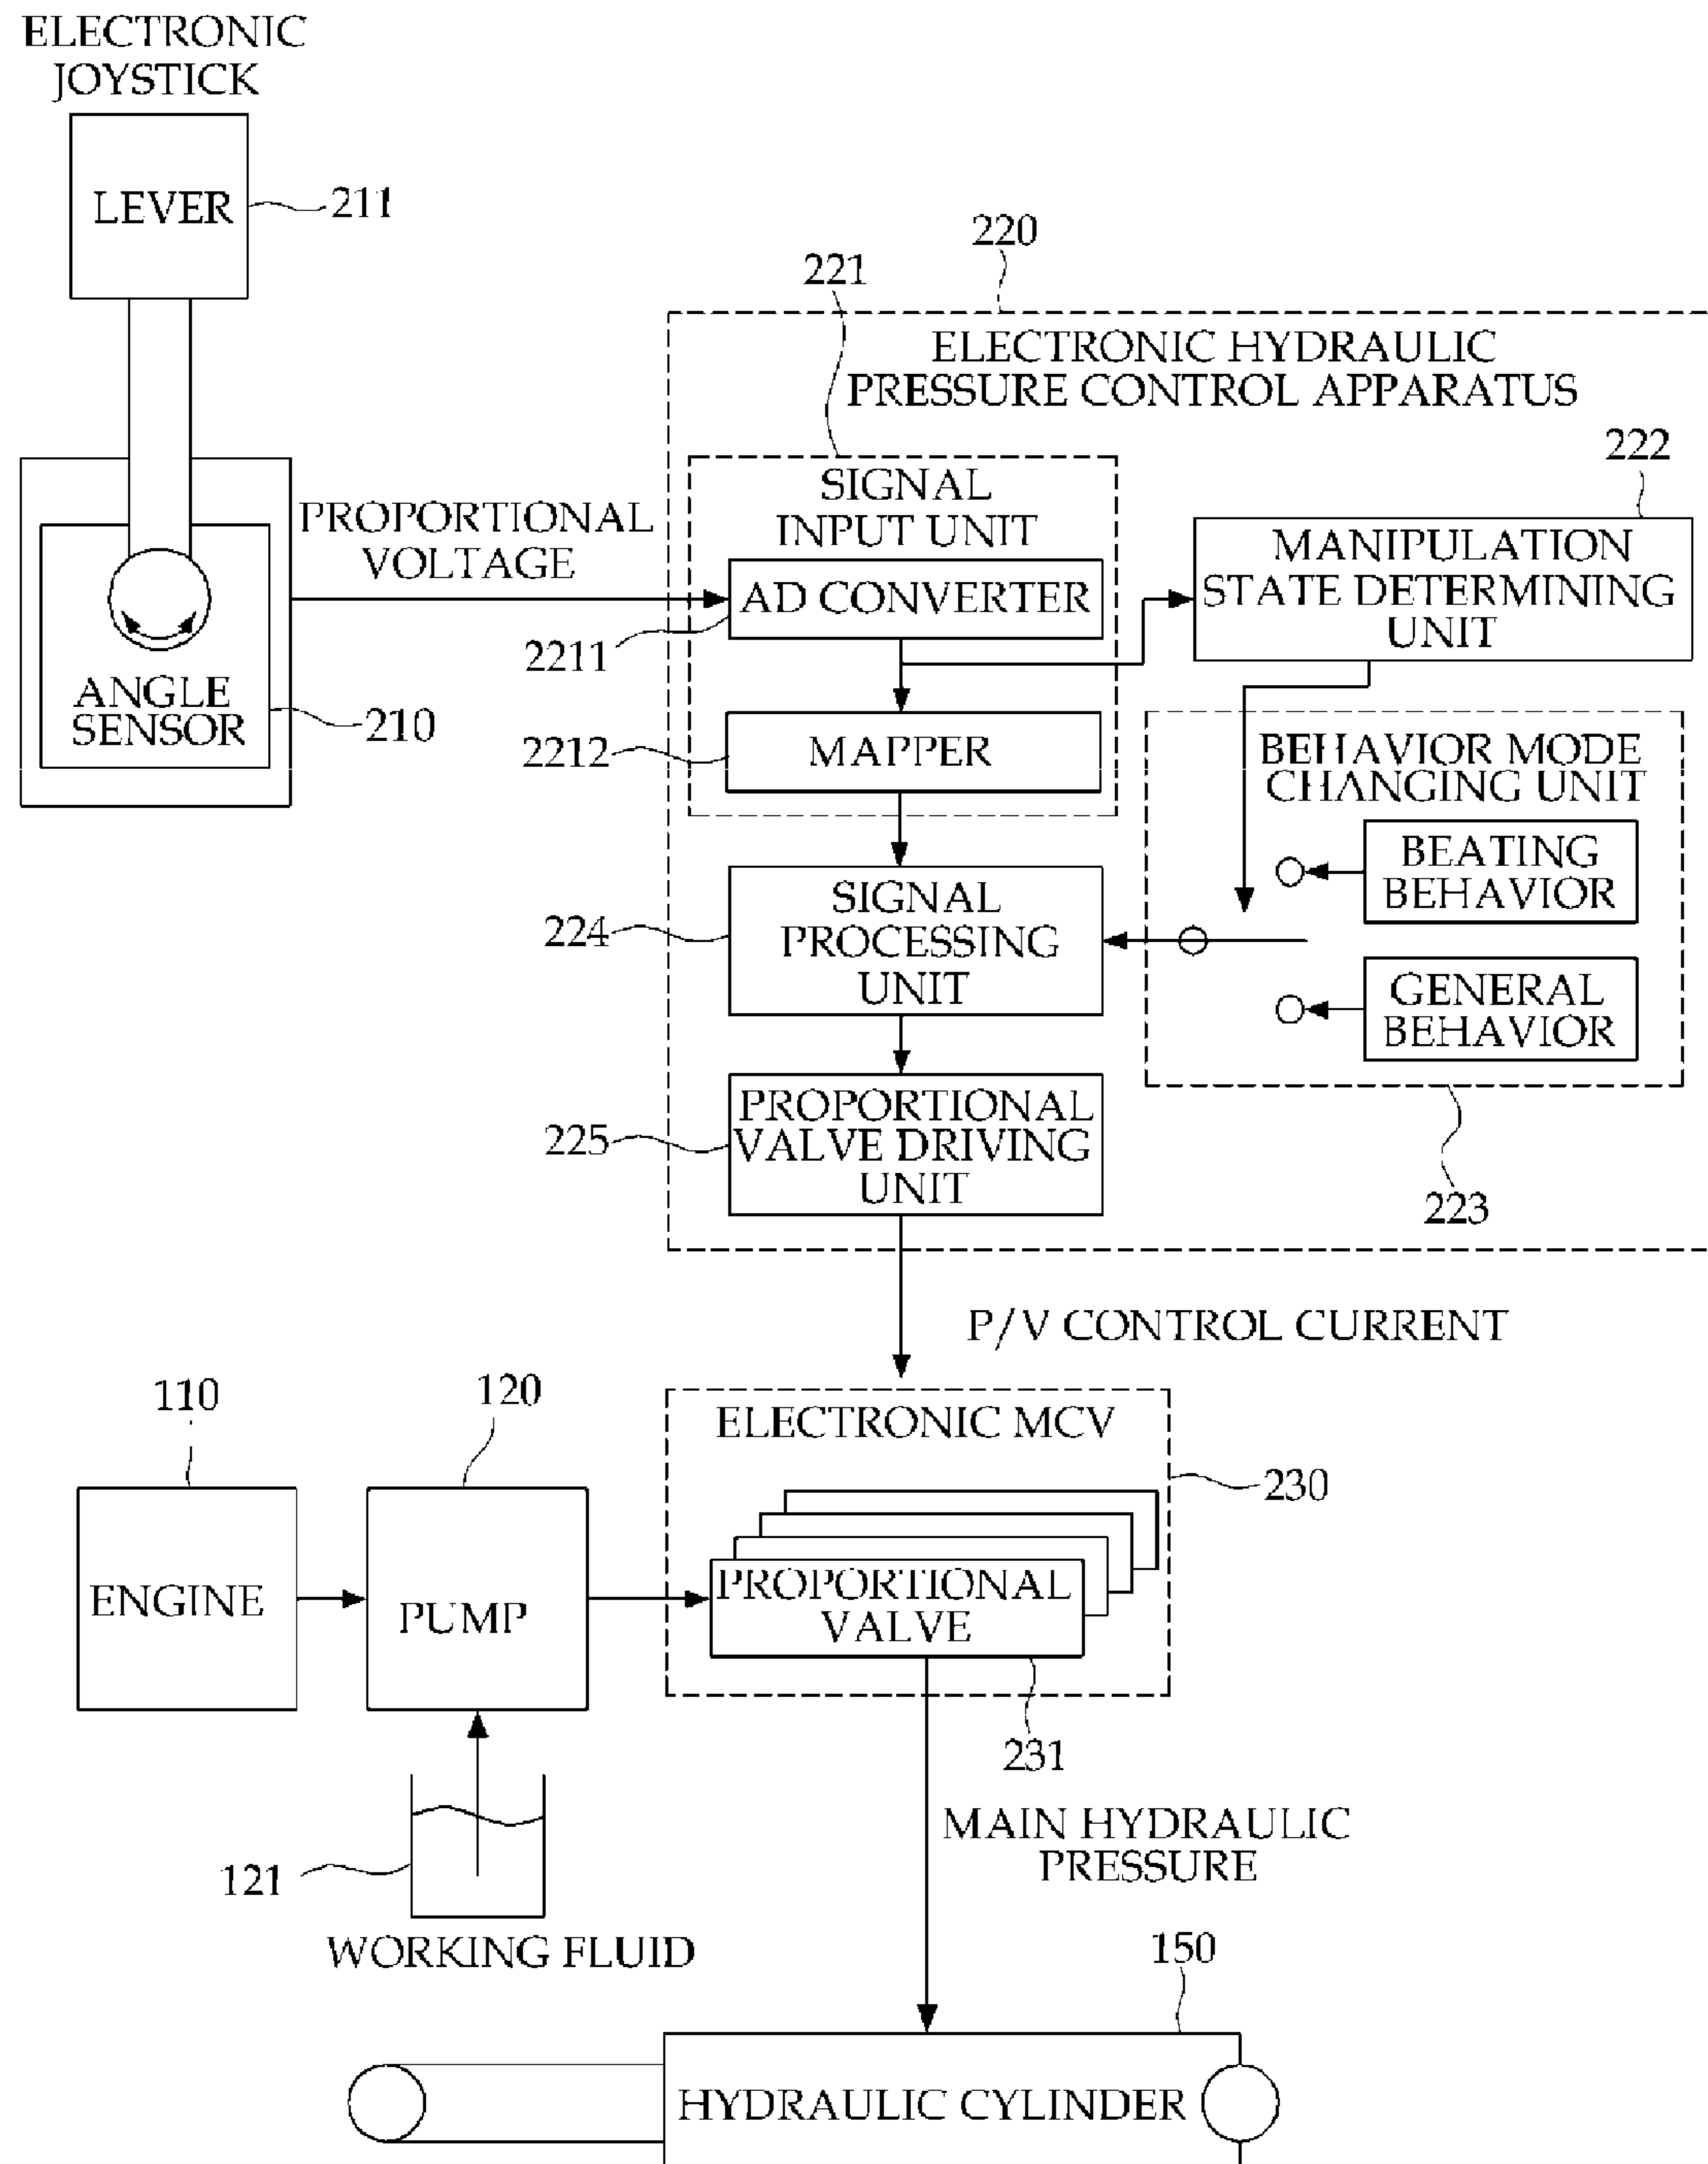 ELECTRONIC
JOYSTICK
LEVER
211
220
221
ELECTRONIC HYDRAULIC
PRESSURE CONTROL APPARATUS
222
SIGNAL
INPUT UNIT
PROPORTIONAL
VOLTAGE
AD CONVERTER
2211
MANIPULATION
STATE DETERMINING
UNIT
ANGLE
SENSOR
210
2212
MAPPER
BEHAVIOR MODE
CHANGING UNIT
BEATING
BEHAVIOR
224
SIGNAL
PROCESSING
UNIT
GENERAL
BEHAVIOR
225
PROPORTIONAL
VALVE DRIVING
UNIT
223
P/V CONTROL CURRENT
110
120
ELECTRONIC MCV
230
ENGINE
PUMP
PROPORTIONAL
VALVE
231
MAIN HYDRAULIC
PRESSURE
121
WORKING FLUID
150
HYDRAULIC CYLINDER